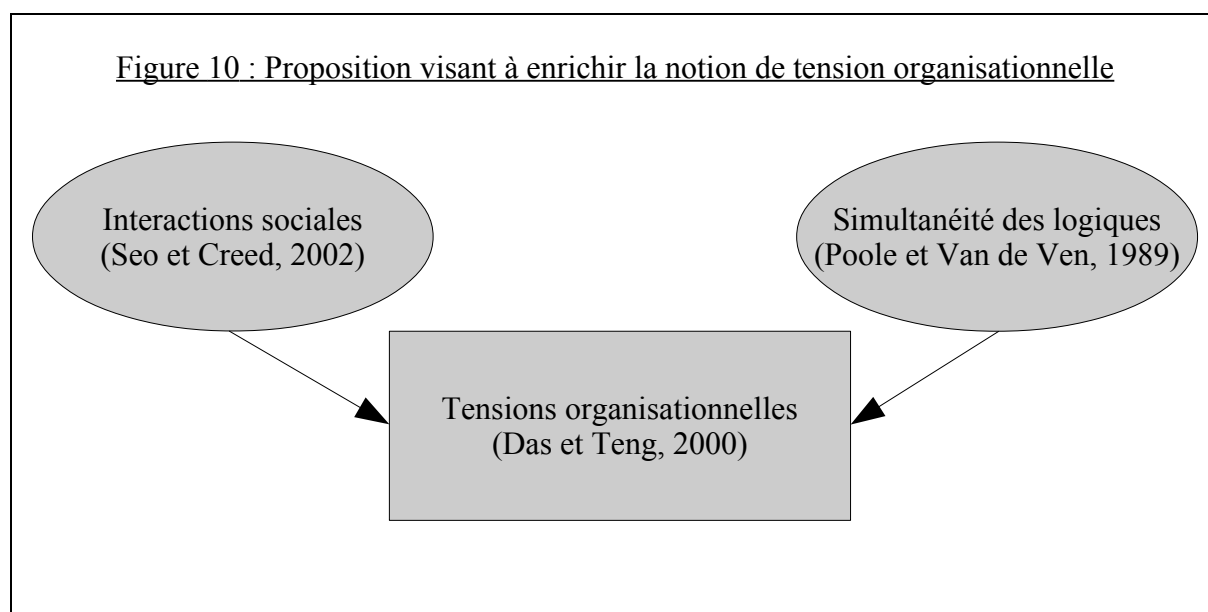 Figure 10 : Proposition visant à enrichir la notion de tension organisationnelle
Interactions sociales
(Seo et Creed, 2002)
Simultanéité des logiques
(Poole et Van de Ven, 1989)
Tensions organisationnelles
(Das et Teng, 2000)